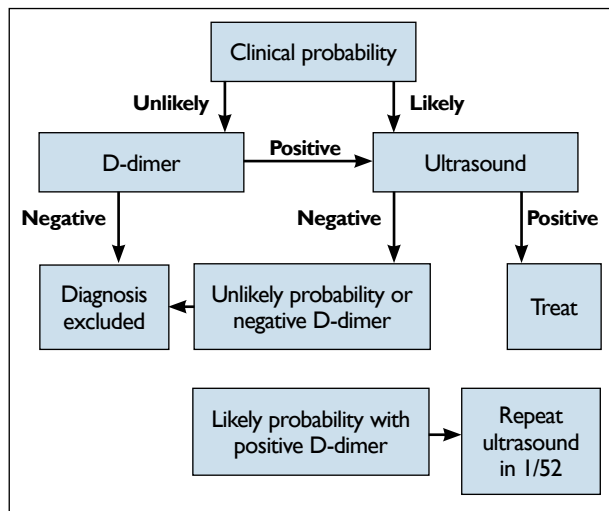 Clinical probability
Unlikely
Likely
D-dimer
Positive
Ultrasound
Negative
Negative
Positive
Diagnosis
excluded
Unlikely probability or
negative D-dimer
Treat
Likely probability with
positive D-dimer
Repeat
ultrasound
in 1/52